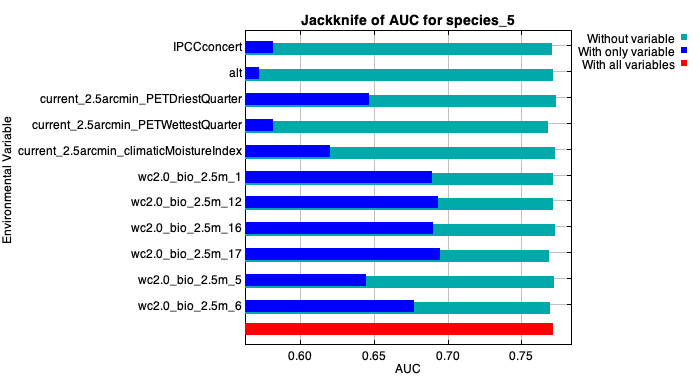 Jackknife of AUC for species_5
Without variable
With only variable
With all variables
Environmental Variable
IPCCconcert
alt
current_2.5arcmin_PETDriestQuarter
current_2.5arcmin_PETWettestQuarter
current_2.5arcmin_climaticMoistureIndex
wc2.0_bio_2.5m_1
wc2.0_bio_2.5m_12
wc2.0_bio_2.5m_16
wc2.0_bio_2.5m_17
wc2.0_bio_2.5m_5
wc2.0_bio_2.5m_6
0.60 0.65 0.70 0.75
AUC